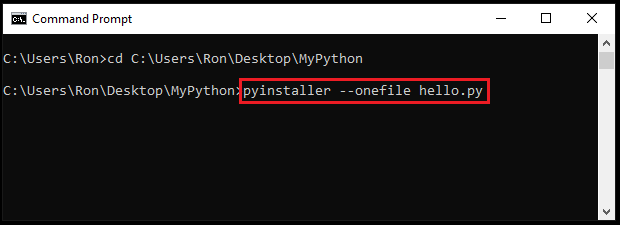 Command Prompt
C:\Users\Ron>cd C:\Users\Ron\Desktop\MyPython
C:\Users\Ron\Desktop\MyPython>pyinstaller --onefile hello.py